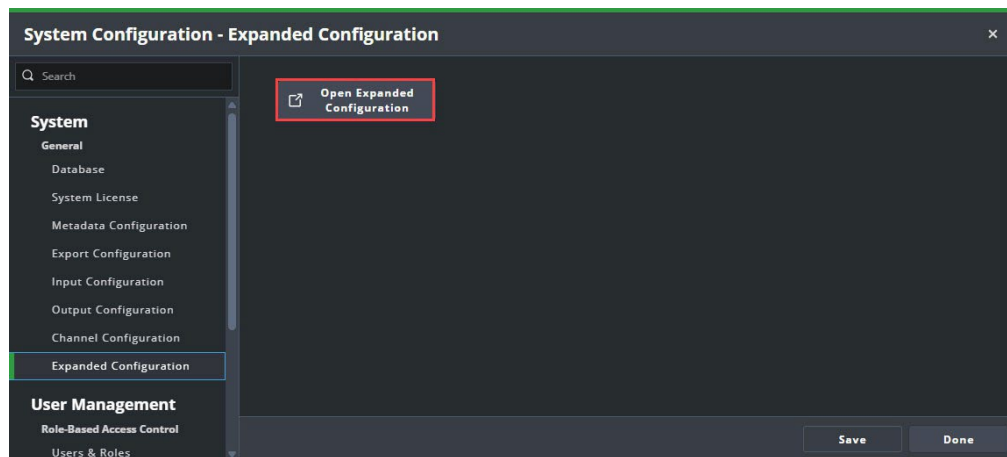 System Configuration - Expanded Configuration
Search
System
General
Database
System License
Metadata Configuration
Export Configuration
Input Configuration
Output Configuration
Channel Configuration
Expanded Configuration
User Management
Role-Based Access Control
Users & Roles
Open Expanded
Configuration
Save
Done